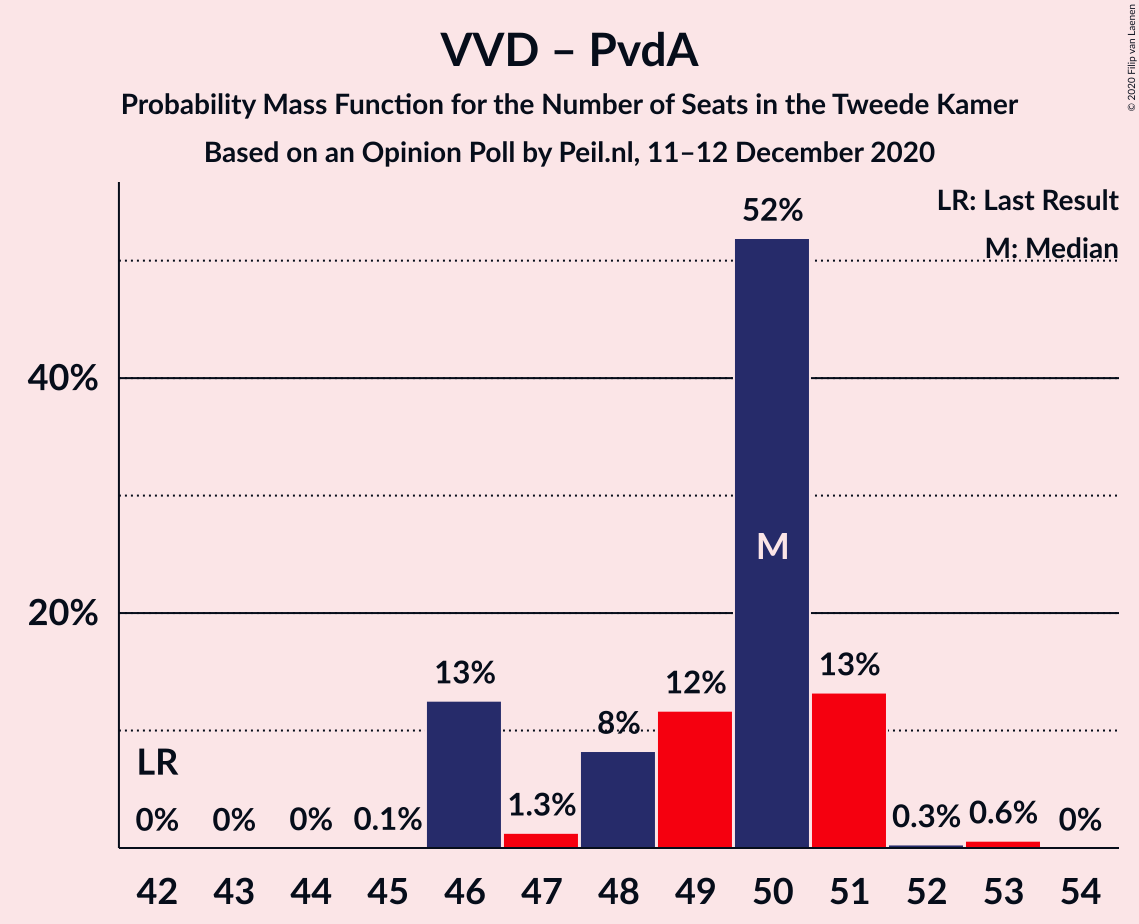 VVD – PvdA
Probability Mass Function for the Number of Seats in the Tweede Kamer
Based on an Opinion Poll by Peil.nl, 11–12 December 2020
© 2020 Filip van Laenen
LR: Last Result
M: Median
52%
40%
M
20%
13%
12%
13%
8%
LR
0%
0%
0%
0.1%
1.3%
0.3%
0.6%
0%
42 43 44 45 46 47 48 49 50 51 52 53 54